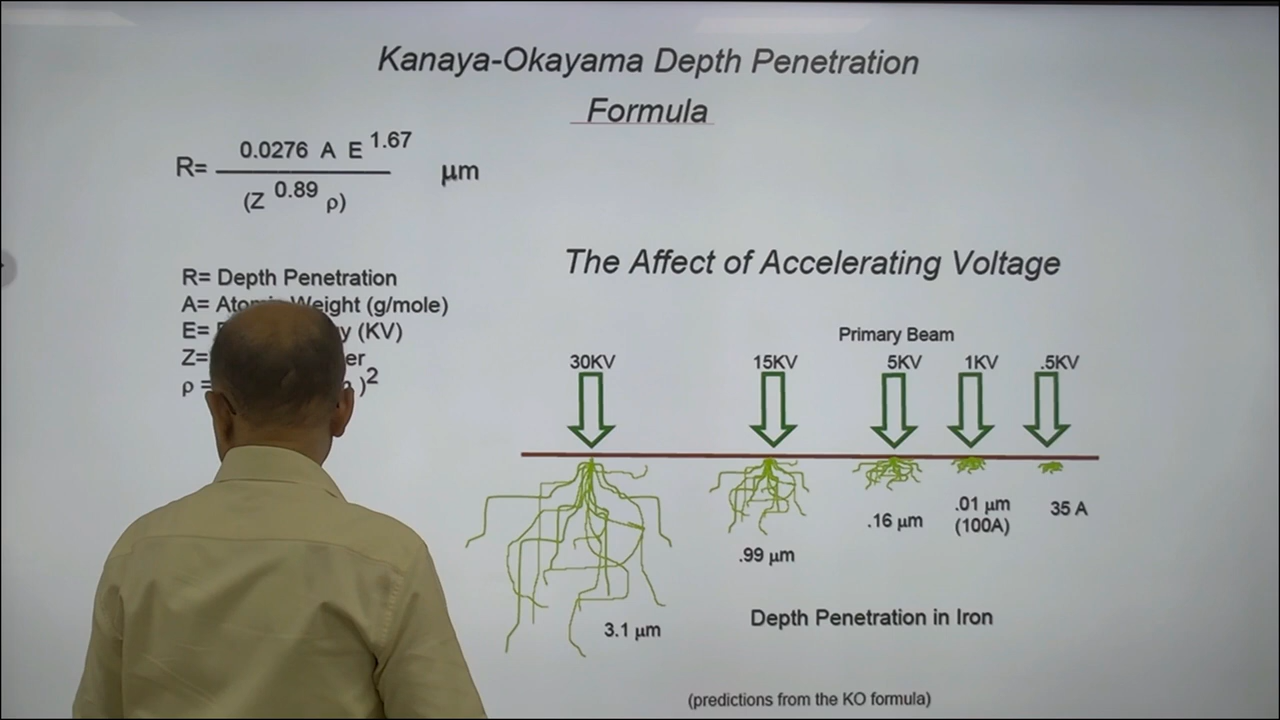 Kanaya-Okayama Depth Penetration
Formula
R= 0.0276 A E 1.67
(Z 0.89 ρ)
μm
R= Depth Penetration
A= Weight (g/mole)
E= (KV)
Z=
ρ = )2
The Affect of Accelerating Voltage
Primary Beam
30KV 15KV 5KV 1KV .5KV
3.1 μm
.99 μm
.16 μm
.01 μm
(100A)
35 A
Depth Penetration in Iron
(predictions from the KO formula)